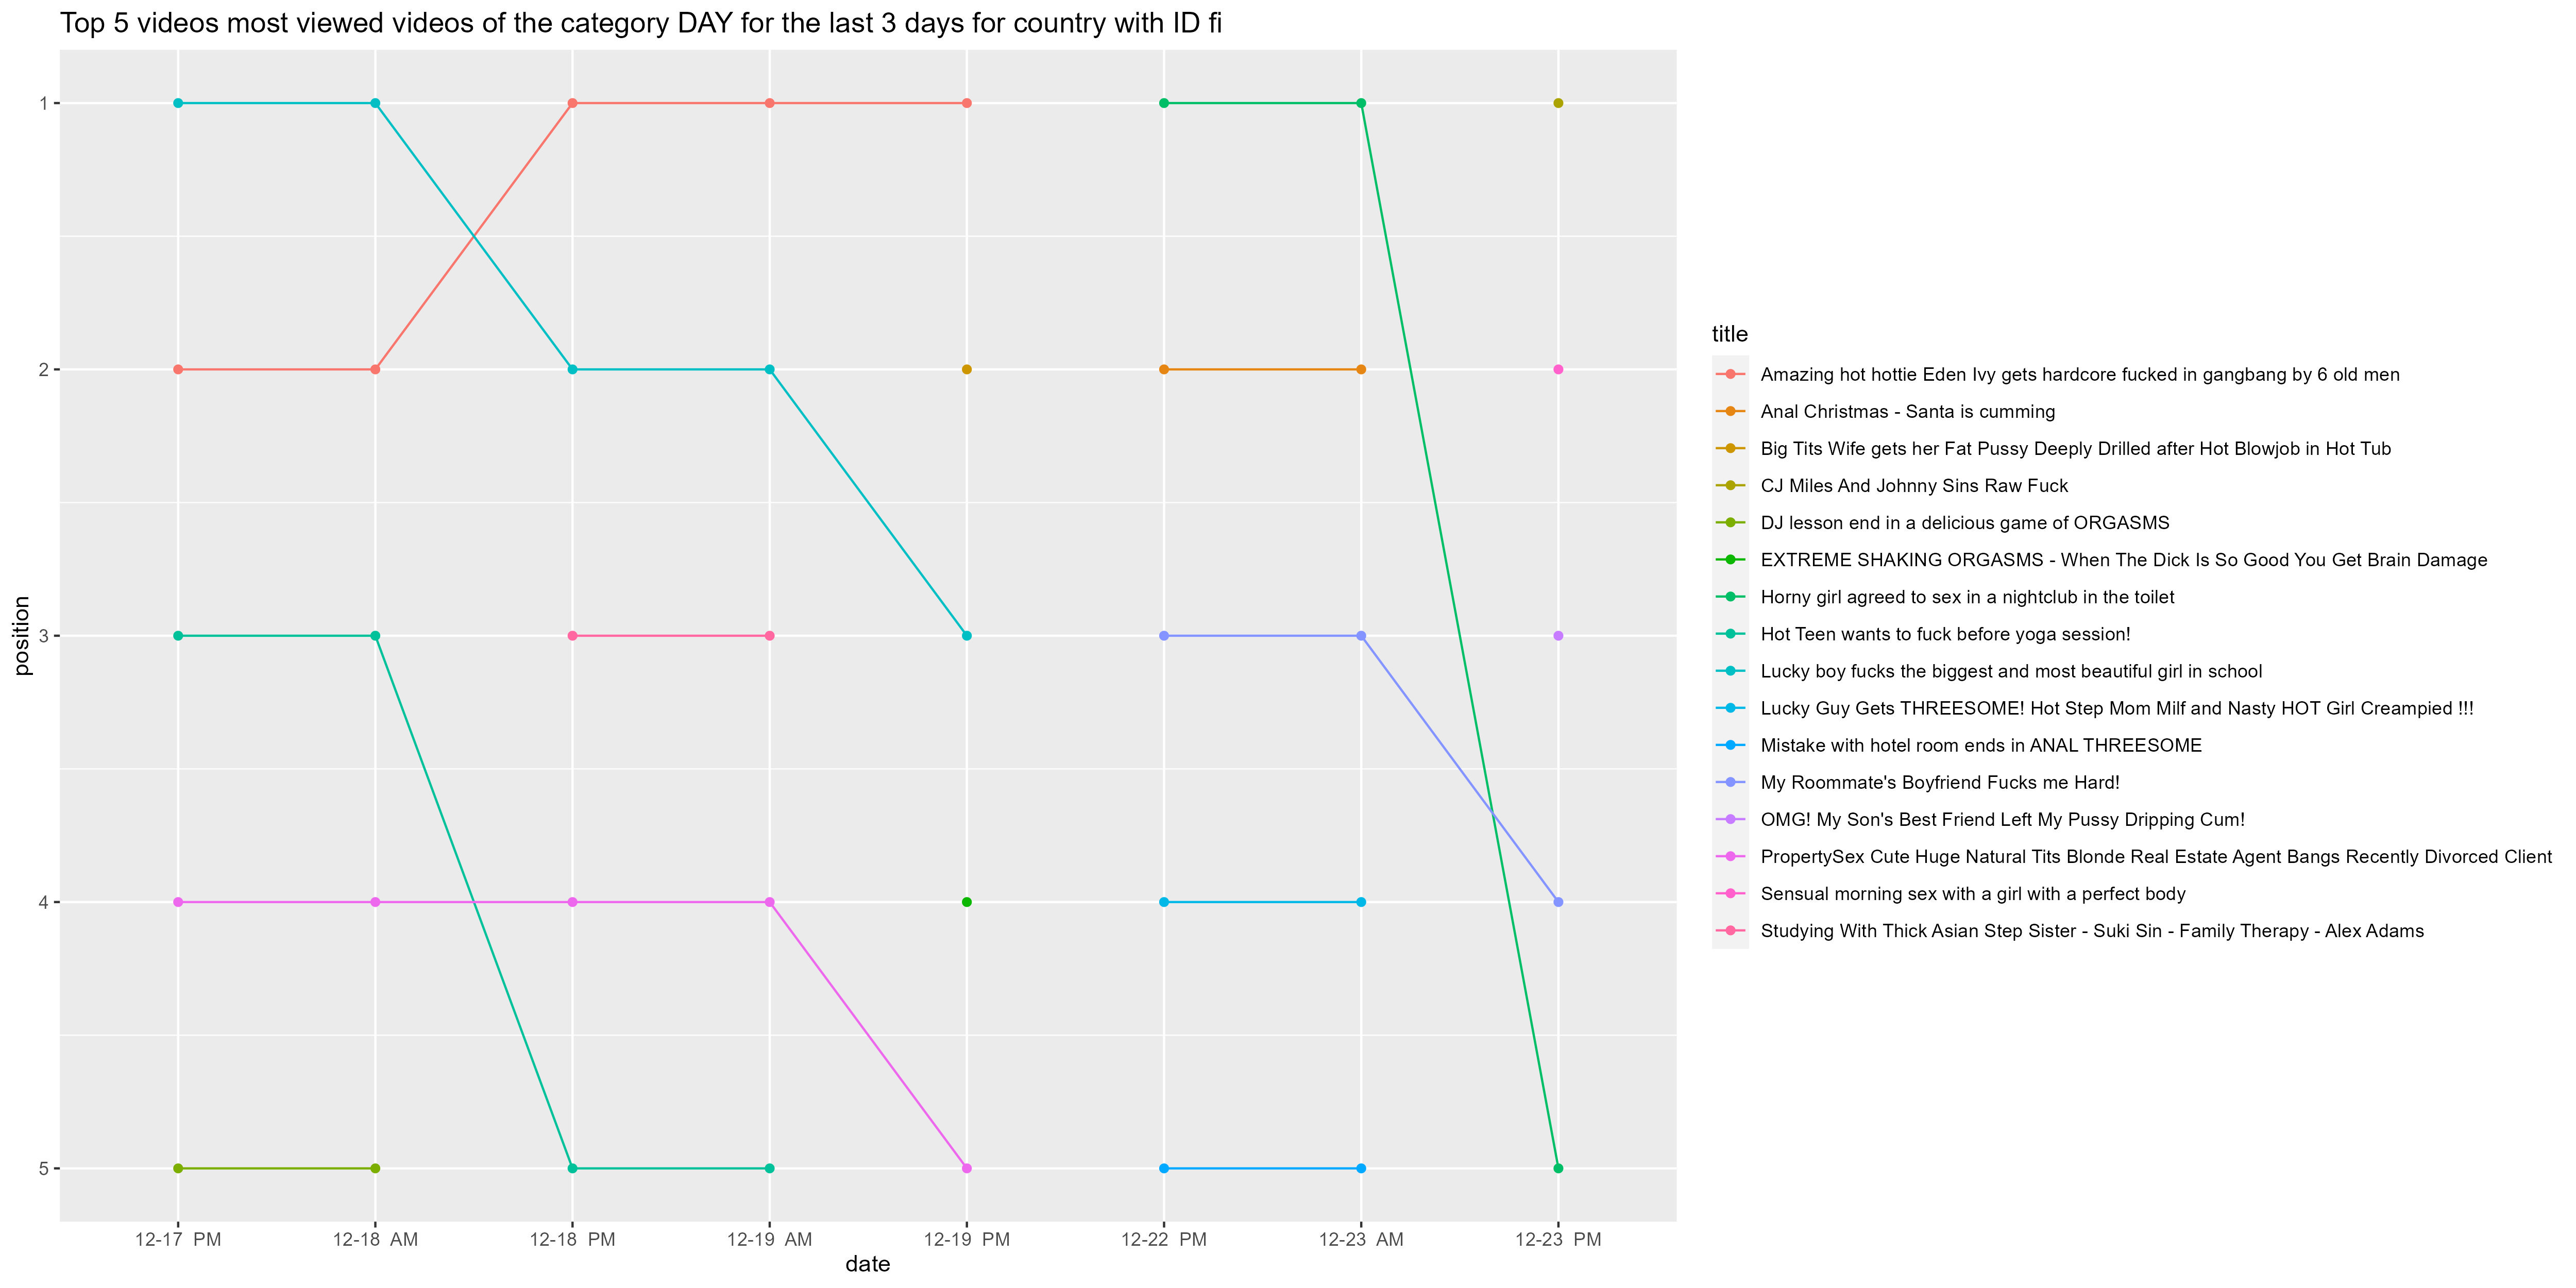 Top 5 videos most viewed videos of the category DAY for the last 3 days for country with ID fi
position
1
2
3
4
5
12-17 PM
12-18 AM
12-18 PM
12-19 AM
12-19 PM
12-22 PM
12-23 AM
12-23 PM
date
title
Amazing hot hottie Eden Ivy gets hardcore fucked in gangbang by 6 old men
Anal Christmas - Santa is cumming
Big Tits Wife gets her Fat Pussy Deeply Drilled after Hot Blowjob in Hot Tub
CJ Miles And Johnny Sins Raw Fuck
DJ lesson end in a delicious game of ORGASMS
EXTREME SHAKING ORGASMS - When The Dick Is So Good You Get Brain Damage
Horny girl agreed to sex in a nightclub in the toilet
Hot Teen wants to fuck before yoga session!
Lucky boy fucks the biggest and most beautiful girl in school
Lucky Guy Gets THREESOME! Hot Step Mom Milf and Nasty HOT Girl Creampied !!!
Mistake with hotel room ends in ANAL THREESOME
My Roommate's Boyfriend Fucks me Hard!
OMG! My Son's Best Friend Left My Pussy Dripping Cum!
PropertySex Cute Huge Natural Tits Blonde Real Estate Agent Bangs Recently Divorced Client
Sensual morning sex with a girl with a perfect body
Studying With Thick Asian Step Sister - Suki Sin - Family Therapy - Alex Adams